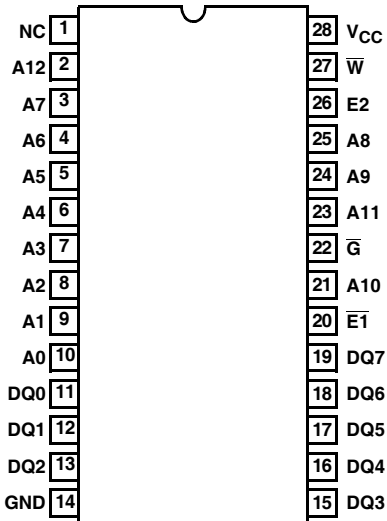 NC 1 28 VCC
A12 2 27 W̅
A7 3 26 E2
A6 4 25 A8
A5 5 24 A9
A4 6 23 A11
A3 7 22 G̅
A2 8 21 A10
A1 9 20 E̅1̅
A0 10 19 DQ7
DQ0 11 18 DQ6
DQ1 12 17 DQ5
DQ2 13 16 DQ4
GND 14 15 DQ3